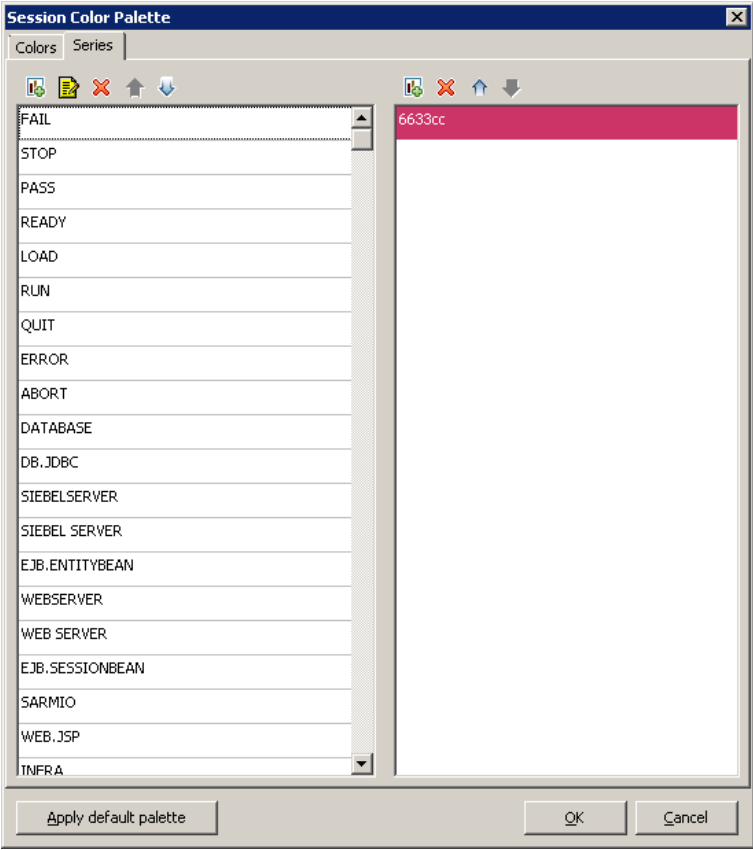 Session Color Palette
Colors
Series
FAIL
STOP
PASS
READY
LOAD
RUN
QUIT
ERROR
ABORT
DATABASE
DB.JDBC
SIEBELSERVER
SIEBEL SERVER
EJB.ENTITYBEAN
WEBSERVER
WEB SERVER
EJB.SESSIONBEAN
SARMIO
WEB.JSP
INFRA
6633cc
Apply default palette
OK
Cancel